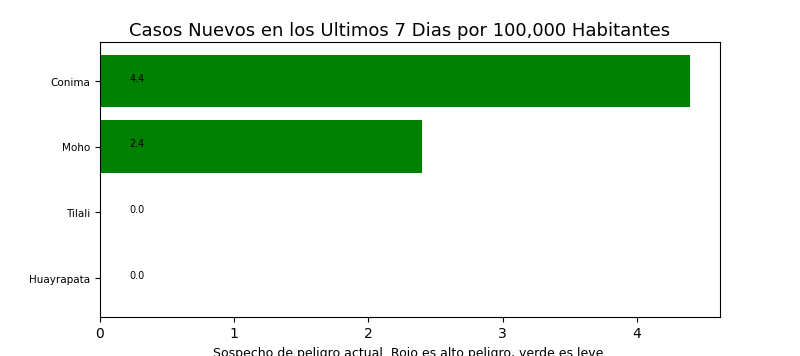 Casos Nuevos en los Ultimos 7 Dias por 100,000 Habitantes
Conima
4.4
Moho
2.4
Tilali
0.0
Huayrapata
0.0
0 1 2 3 4
Sospecho de peligro actual. Rojo es alto peligro, verde es leve